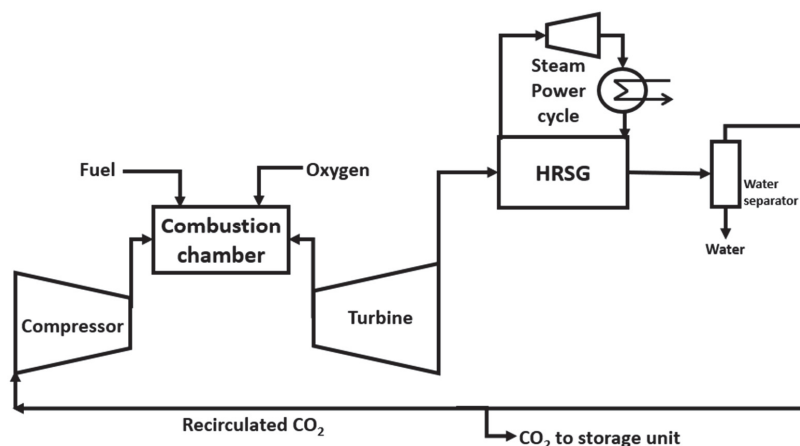 Steam
Power
cycle
Fuel
Oxygen
HRSG
Water
separator
Combustion
chamber
Water
Compressor
Turbine
Recirculated CO₂
CO₂ to storage unit